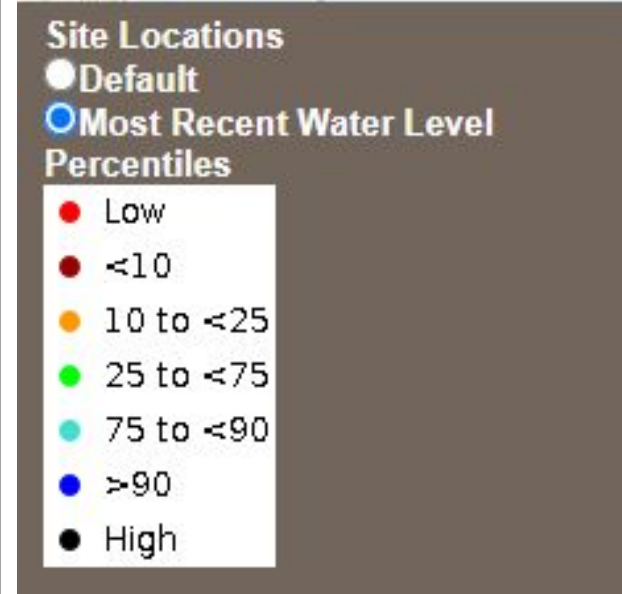 Site Locations
Default
Most Recent Water Level
Percentiles
Low
<10
10 to <25
25 to <75
75 to <90
>90
High